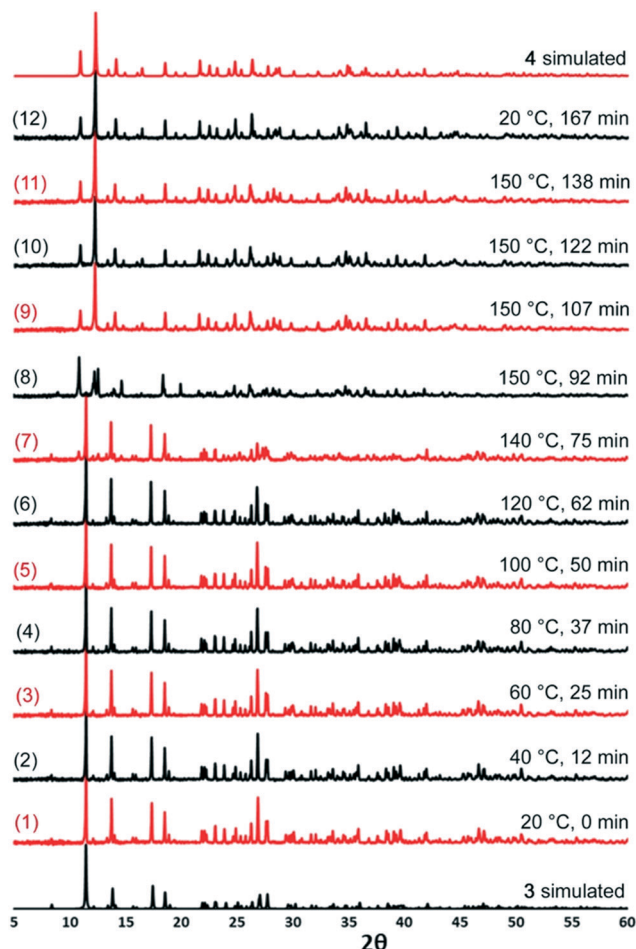 4 simulated
(12) 20 °C, 167 min
(11) 150 °C, 138 min
(10) 150 °C, 122 min
(9) 150 °C, 107 min
(8) 150 °C, 92 min
(7) 140 °C, 75 min
(6) 120 °C, 62 min
(5) 100 °C, 50 min
(4) 80 °C, 37 min
(3) 60 °C, 25 min
(2) 40 °C, 12 min
(1) 20 °C, 0 min
3 simulated
5 10 15 20 25 30 35 40 45 50 55 60
2θ